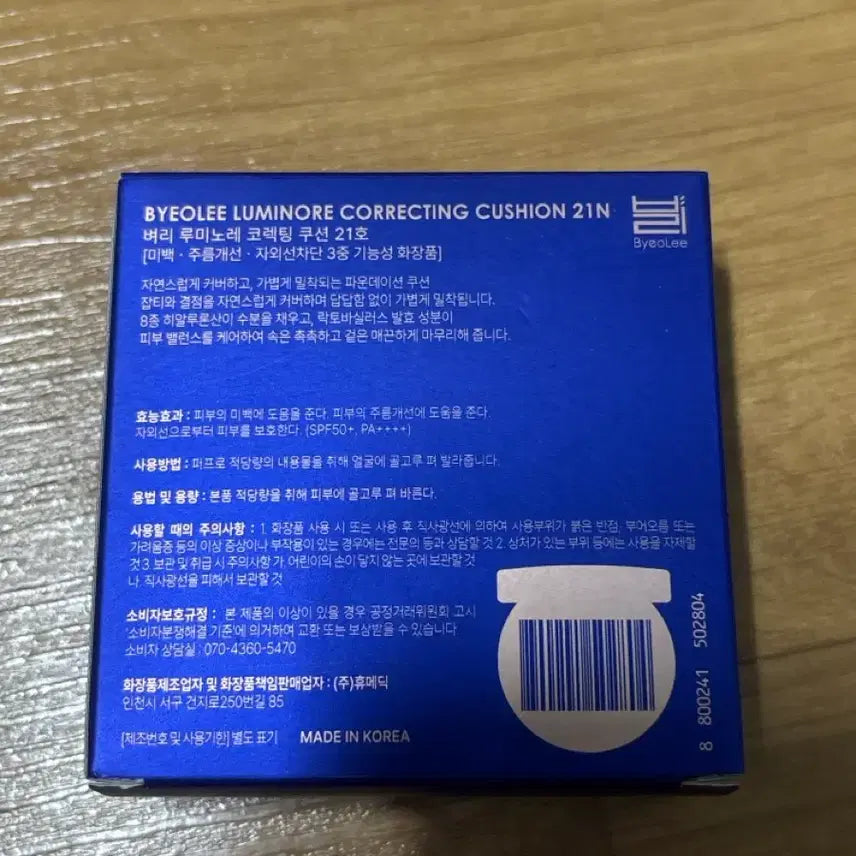 BYEOLEE LUMINORE CORRECTING CUSHION 21N
벼리 루미노레 코렉팅 쿠션 21호
[미백 · 주름개선 · 자외선차단 3중 기능성 화장품]
벼리
ByeoLee
자연스럽게 커버하고, 가볍게 밀착되는 파운데이션 쿠션
잡티와 결점을 자연스럽게 커버하며 답답함 없이 가볍게 밀착됩니다.
8종 히알루론산이 수분을 채우고, 락토바실러스 발효 성분이
피부 밸런스를 케어하여 속은 촉촉하고 겉은 매끈하게 마무리해 줍니다.
효능효과 : 피부의 미백에 도움을 준다. 피부의 주름개선에 도움을 준다.
자외선으로부터 피부를 보호한다. (SPF50+, PA++++)
사용방법 : 퍼프로 적당량의 내용물을 취해 얼굴에 골고루 펴 발라줍니다.
용법 및 용량 : 본품 적당량을 취해 피부에 골고루 펴 바른다.
사용할 때의 주의사항 : 1. 화장품 사용 시 또는 사용 후 직사광선에 의하여 사용부위가 붉은 반점, 부어오름 또는
가려움증 등의 이상 증상이나 부작용이 있는 경우에는 전문의 등과 상담할 것 2. 상처가 있는 부위 등에는 사용을 자제할
것 3. 보관 및 취급 시 주의사항 가. 어린이의 손이 닿지 않는 곳에 보관할 것
나. 직사광선을 피해서 보관할 것
소비자보호규정 : 본 제품의 이상이 있을 경우 공정거래위원회 고시
'소비자분쟁해결 기준'에 의거하여 교환 또는 보상받을 수 있습니다
소비자 상담실 : 070-4360-5470
화장품제조업자 및 화장품책임판매업자 : (주)휴메딕
인천시 서구 건지로250번길 85
[제조번호 및 사용기한] 별도 표기 MADE IN KOREA
8 800241 502804